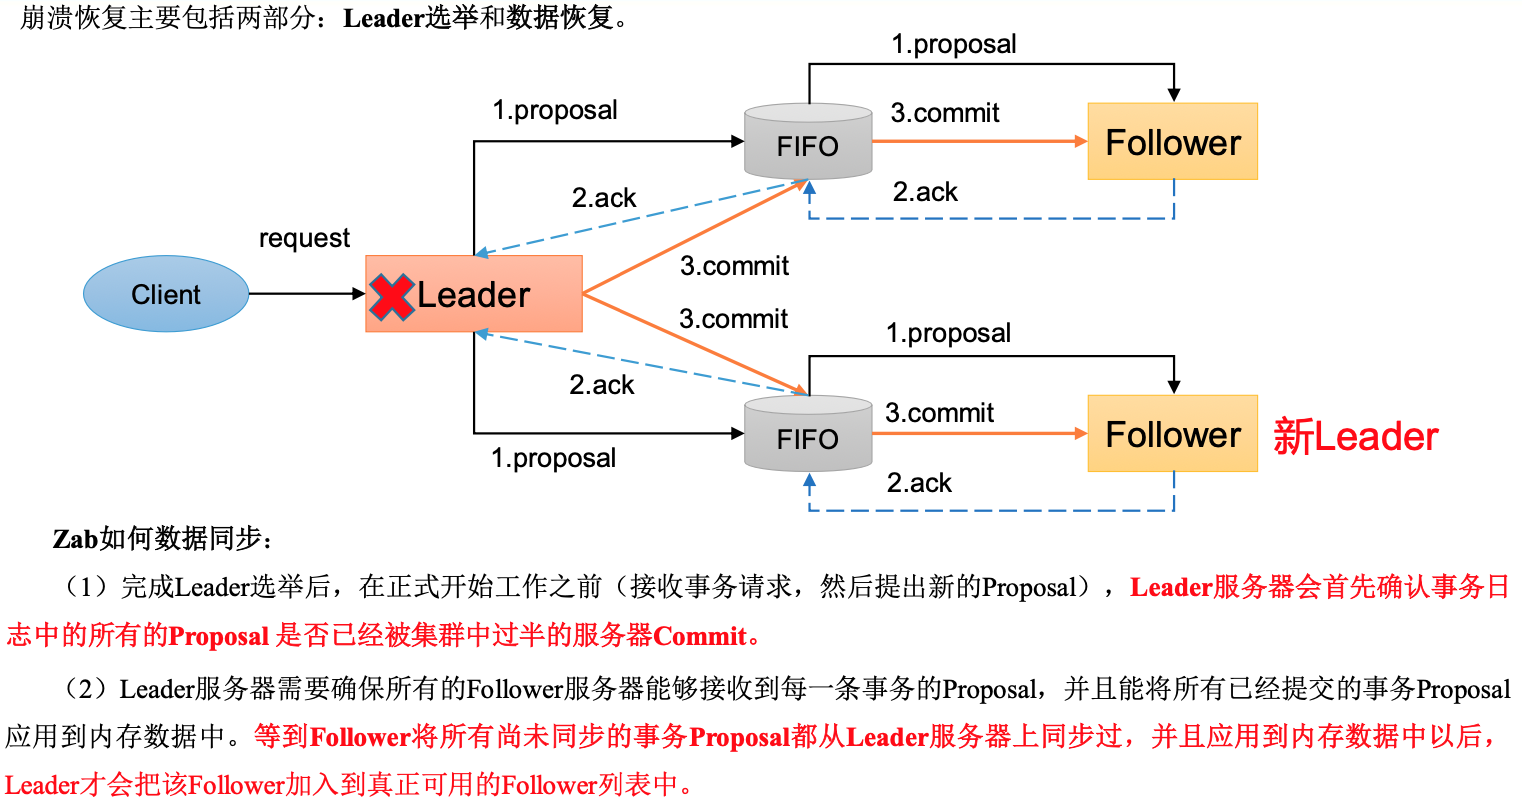 崩溃恢复主要包括两部分：Leader选举和数据恢复。
1.proposal
1.proposal
3.commit
FIFO
Follower
2.ack
2.ack
request
3.commit
Client
Leader
3.commit
1.proposal
2.ack
3.commit
FIFO
Follower
新Leader
1.proposal
2.ack
Zab如何数据同步：
（1）完成Leader选举后，在正式开始工作之前（接收事务请求，然后提出新的Proposal），Leader服务器会首先确认事务日
志中的所有的Proposal 是否已经被集群中过半的服务器Commit。
（2）Leader服务器需要确保所有的Follower服务器能够接收到每一条事务的Proposal，并且能将所有已经提交的事务Proposal
应用到内存数据中。等到Follower将所有尚未同步的事务Proposal都从Leader服务器上同步过，并且应用到内存数据中以后，
Leader才会把该Follower加入到真正可用的Follower列表中。